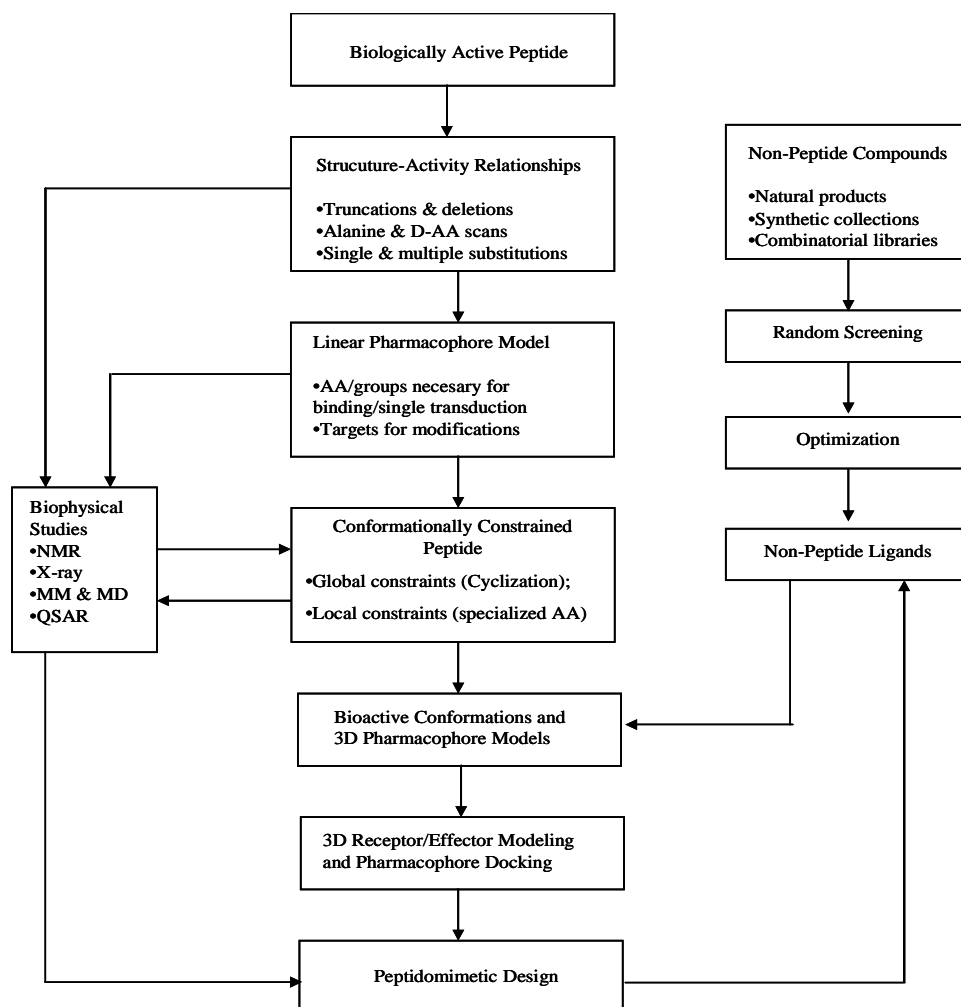 Biologically Active Peptide
Strucuture-Activity Relationships
•Truncations & deletions
•Alanine & D-AA scans
•Single & multiple substitutions
Linear Pharmacophore Model
•AA/groups necesary for
binding/single transduction
•Targets for modifications
Biophysical
Studies
•NMR
•X-ray
•MM & MD
•QSAR
Conformationally Constrained
Peptide
•Global constraints (Cyclization);
•Local constraints (specialized AA)
Bioactive Conformations and
3D Pharmacophore Models
3D Receptor/Effector Modeling
and Pharmacophore Docking
Peptidomimetic Design
Non-Peptide Compounds
•Natural products
•Synthetic collections
•Combinatorial libraries
Random Screening
Optimization
Non-Peptide Ligands